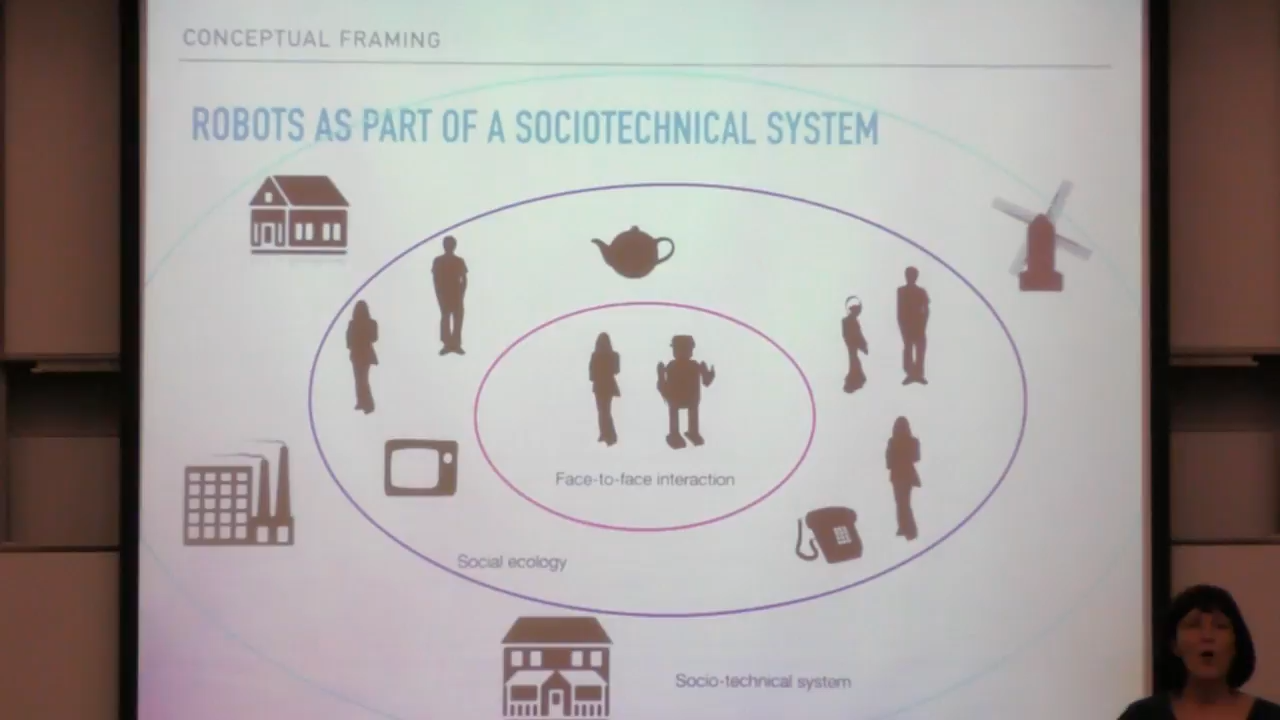 CONCEPTUAL FRAMING
ROBOTS AS PART OF A SOCIOTECHNICAL SYSTEM
Face-to-face interaction
Social ecology
Socio-technical system